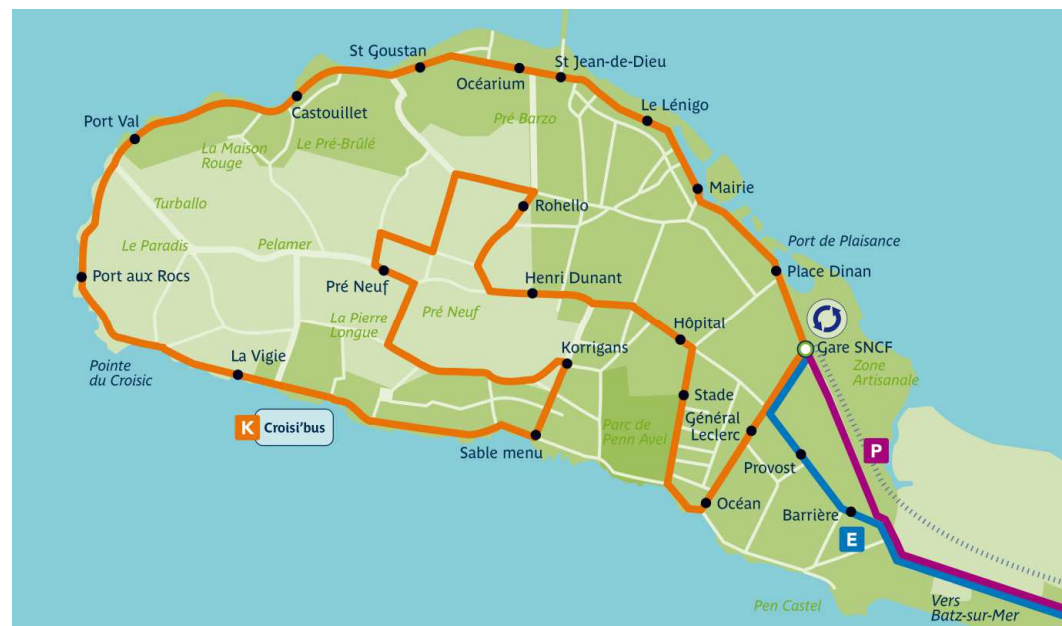 St Goustan
St Jean-de-Dieu
Océarium
Castouillet
Le Lénigo
Port Val
Pré Barzo
La Maison
Rouge
Le Pré-Brûlé
Mairie
Turballo
Rohello
Le Paradis
Pelamer
Port de Plaisance
Port aux Rocs
Pré Neuf
Henri Dunant
Place Dinan
La Pierre
Longue
Pré Neuf
Hôpital
Gare SNCF
Korrigans
Zone
Artisanale
Pointe
du Croisic
La Vigie
Stade
K Croisi'bus
Général
Leclerc
Parc de
Penn Avel
P
Sable menu
Provost
Océan
Barrière
E
Pen Castel
Vers
Batz-sur-Mer